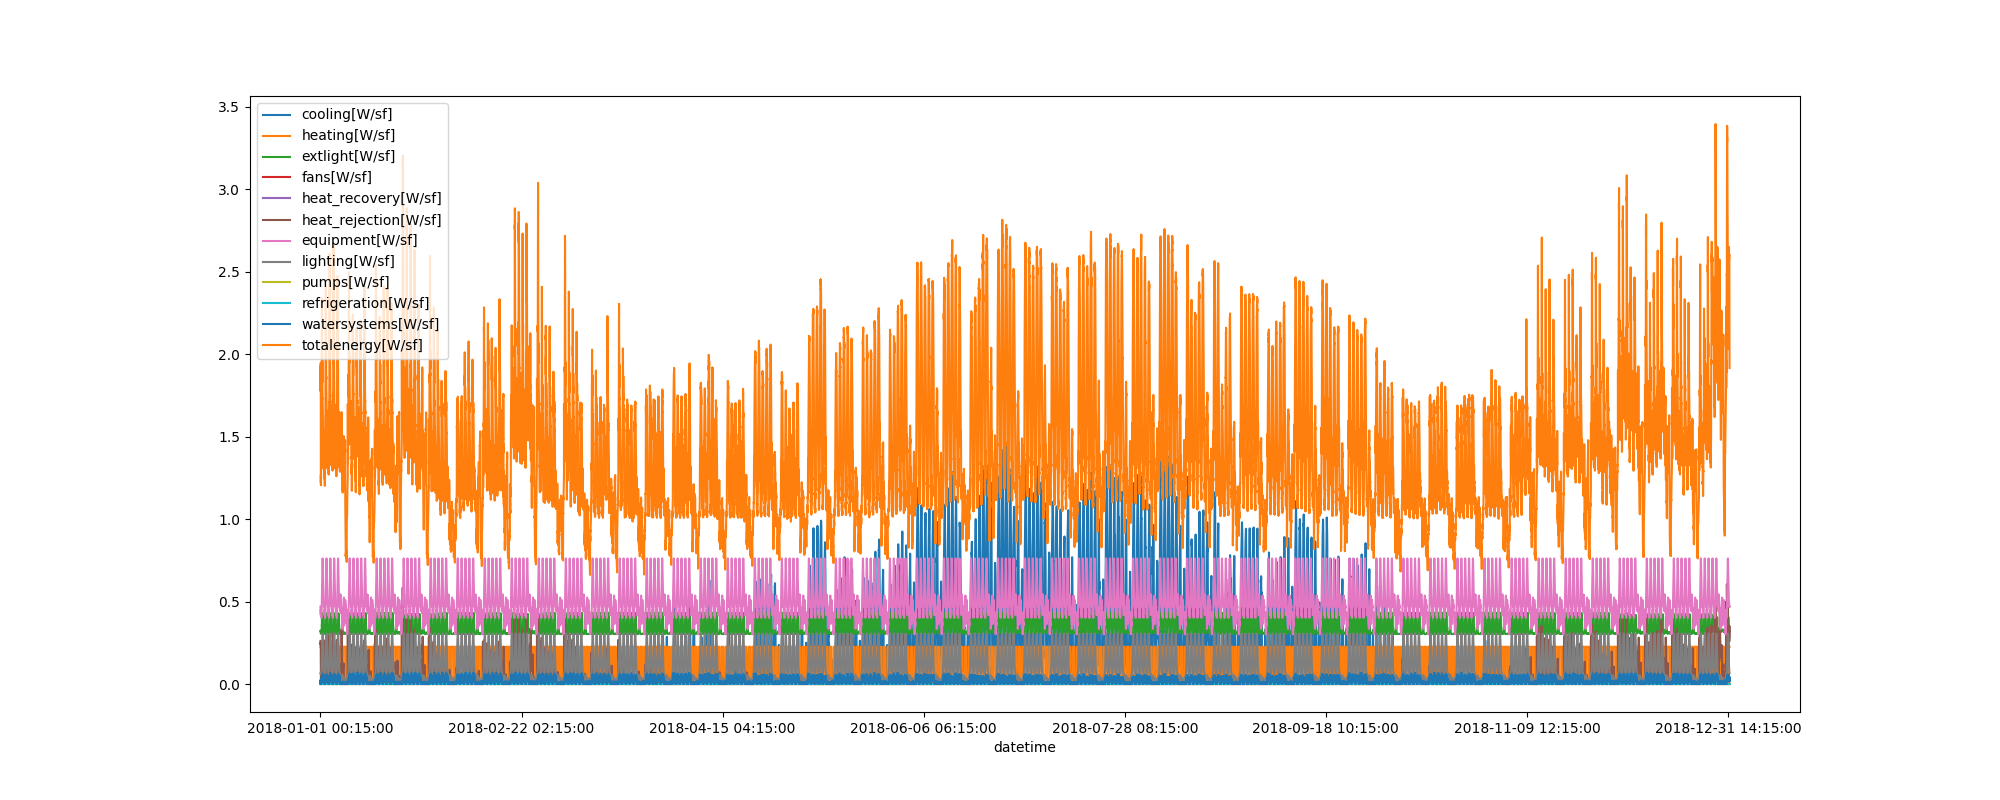 3.5
3.0
2.5
2.0
1.5
1.0
0.5
0.0
cooling[W/sf]
heating[W/sf]
extlight[W/sf]
fans[W/sf]
heat_recovery[W/sf]
heat_rejection[W/sf]
equipment[W/sf]
lighting[W/sf]
pumps[W/sf]
refrigeration[W/sf]
watersystems[W/sf]
totalenergy[W/sf]
2018-01-01 00:15:00 2018-02-22 02:15:00 2018-04-15 04:15:00 2018-06-06 06:15:00 2018-07-28 08:15:00 2018-09-18 10:15:00 2018-11-09 12:15:00 2018-12-31 14:15:00
datetime